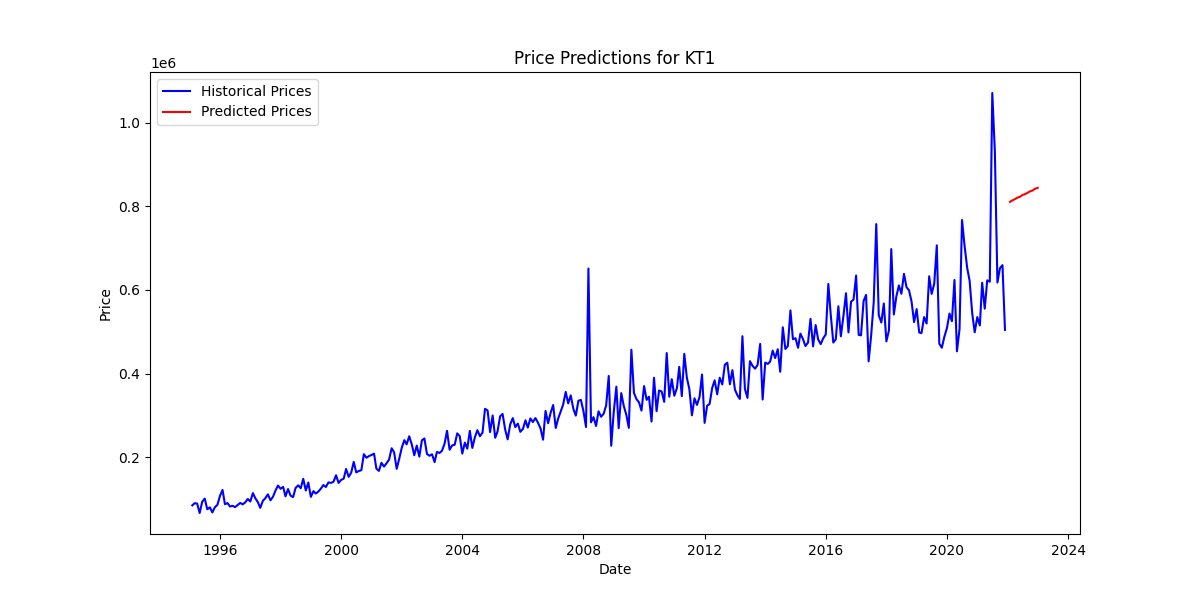 Price Predictions for KT1
1e6
Historical Prices
Predicted Prices
1.0
0.8
0.6
0.4
0.2
Price
1996 2000 2004 2008 2012 2016 2020 2024
Date